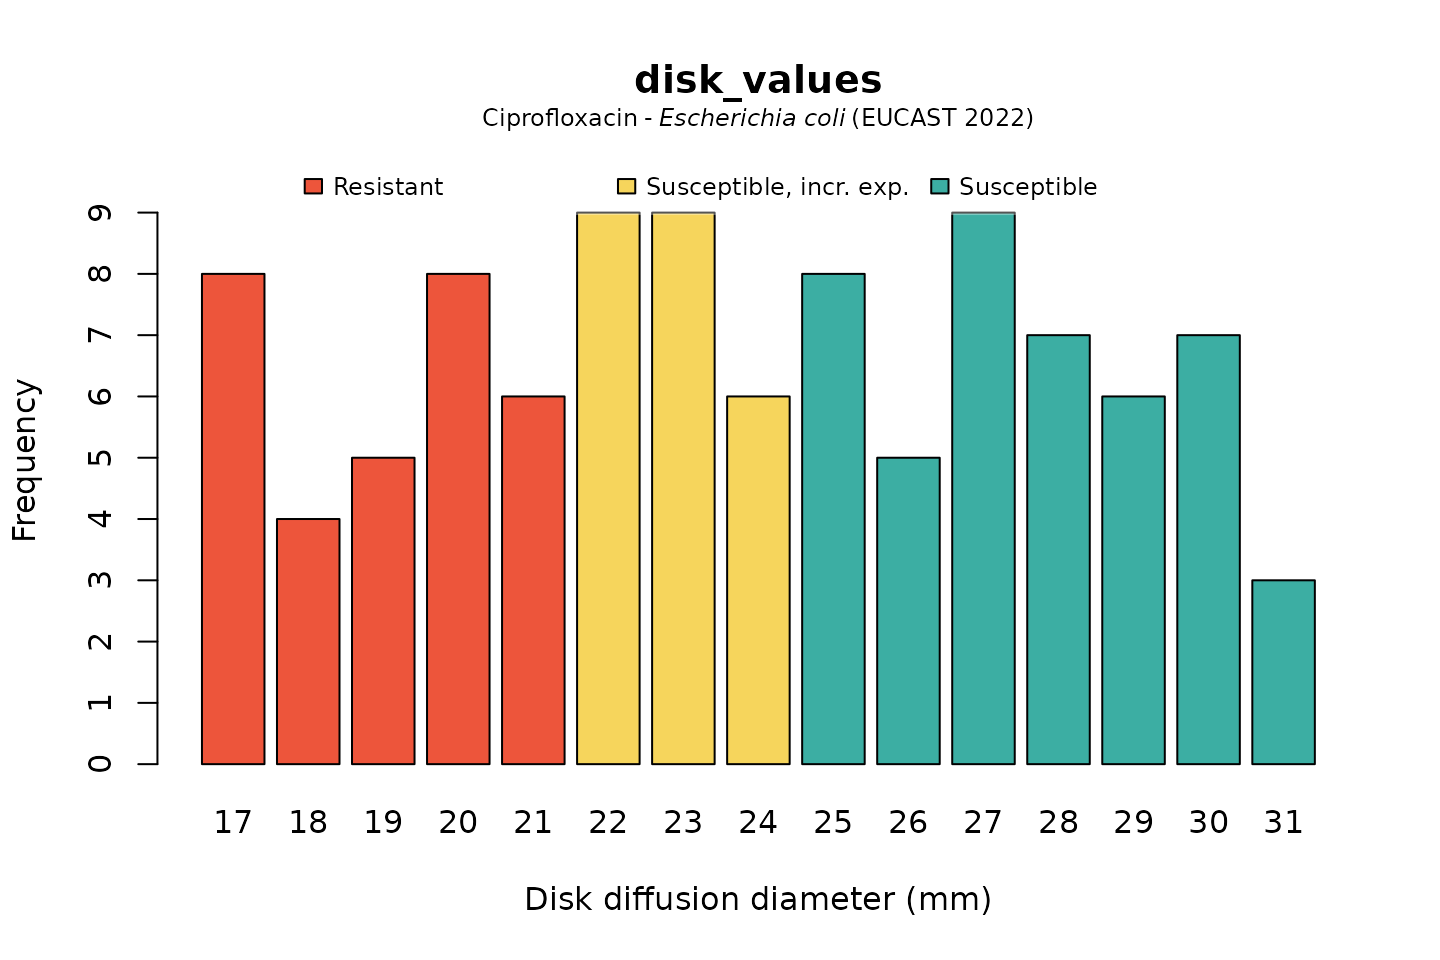 disk_values
Ciprofloxacin - Escherichia coli (EUCAST 2022)
Resistant Susceptible, incr. exp. Susceptible
Frequency
9
8
7
6
5
4
3
2
1
0
17 18 19 20 21 22 23 24 25 26 27 28 29 30 31
Disk diffusion diameter (mm)